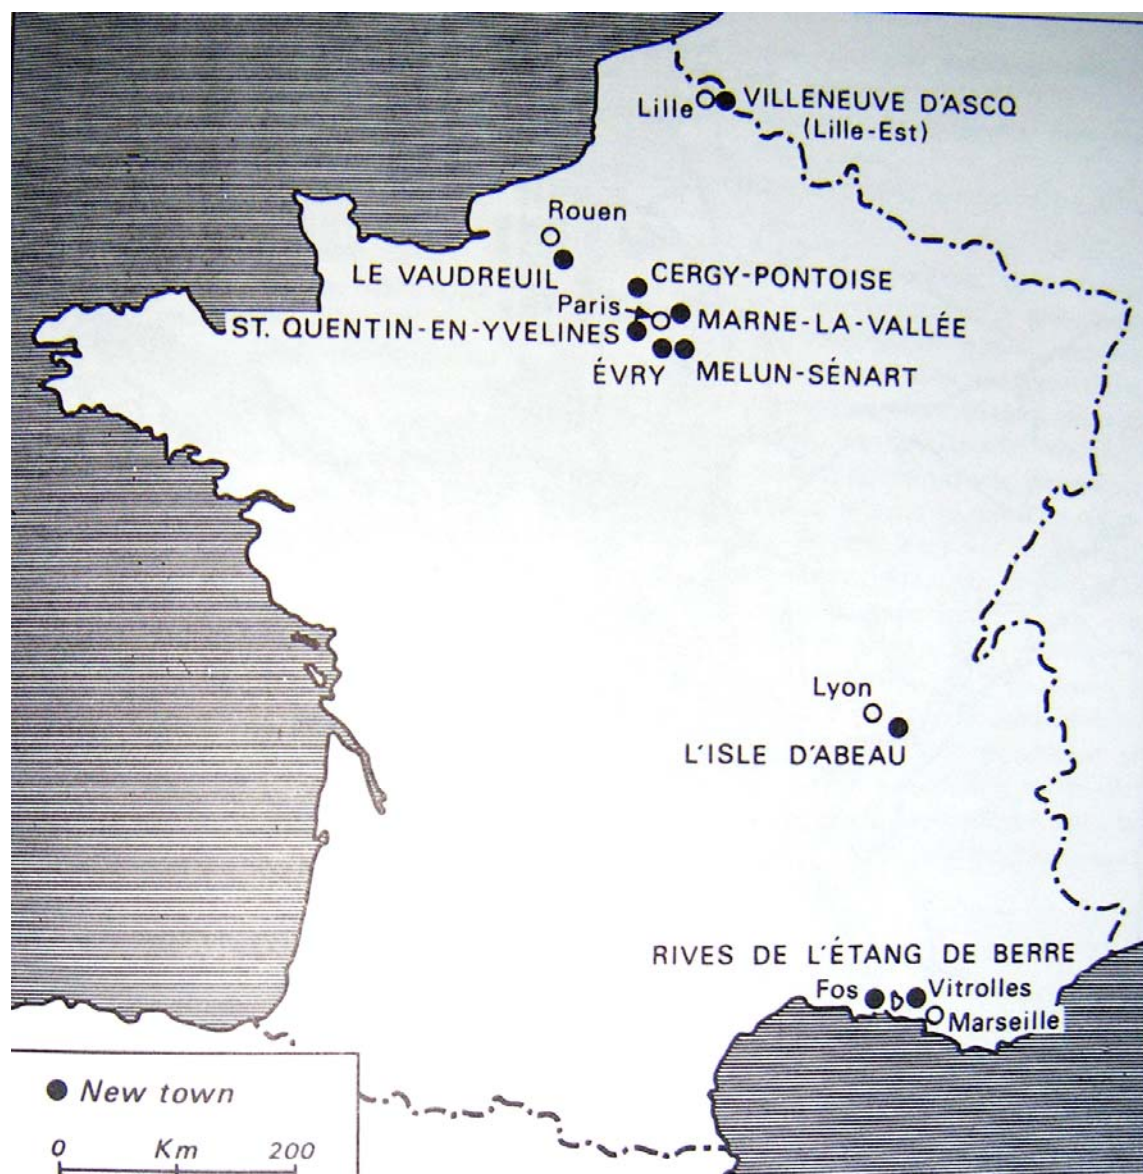 Lille
VILLENEUVE D'ASCQ
(Lille-Est)
Rouen
LE VAUDREUIL
CERGY-PONTOISE
Paris
MARNE-LA-VALLÉE
ST. QUENTIN-EN-YVELINES
ÉVRY
MELUN-SÉNART
Lyon
L'ISLE D'ABEAU
RIVES DE L'ÉTANG DE BERRE
Fos
Vitrolles
Marseille
New town
0 Km 200